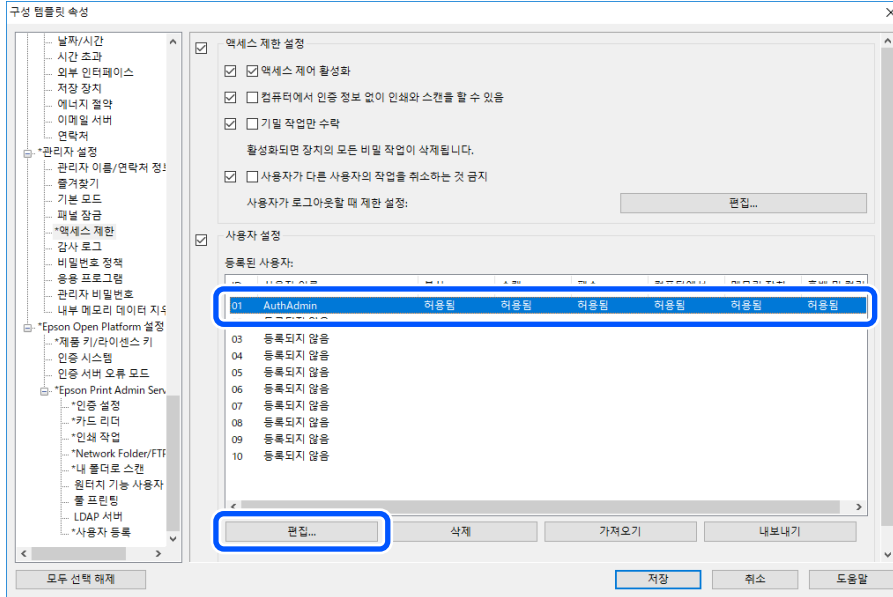 구성 템플릿 속성
날짜/시간
시간 초과
외부 인터페이스
저장 장치
에너지 절약
이메일 서버
연락처
*관리자 설정
관리자 이름/연락처
즐겨찾기
기본 모드
패널 잠금
*액세스 제한
감사 로그
비밀번호 정책
응용 프로그램
관리자 비밀번호
내부 메모리 데이터
*Epson Open Platform 설정
*제품 키/라이센스 키
인증 시스템
인증 서버 오류 모드
*Epson Print Admin Serv
*인증 설정
*카드 리더
*인쇄 작업
*Network Folder/FTP
*내 폴더로 스캔
원터치 기능 사용자
풀 프린팅
LDAP 서버
*사용자 등록
모두 선택 해제
액세스 제한 설정
액세스 제어 활성화
컴퓨터에서 인증 정보 없이 인쇄와 스캔을 할 수 있음
기밀 작업만 수락
활성화되면 장치의 모든 비밀 작업이 삭제됩니다.
사용자가 다른 사용자의 작업을 취소하는 것 금지
사용자가 로그아웃할 때 제한 설정: 편집...
사용자 설정
등록된 사용자:
01 AuthAdmin 허용됨 허용됨 허용됨 허용됨 허용됨 허용됨
03 등록되지 않음
04 등록되지 않음
05 등록되지 않음
06 등록되지 않음
07 등록되지 않음
08 등록되지 않음
09 등록되지 않음
10 등록되지 않음
편집... 삭제 가져오기 내보내기
저장 취소 도움말